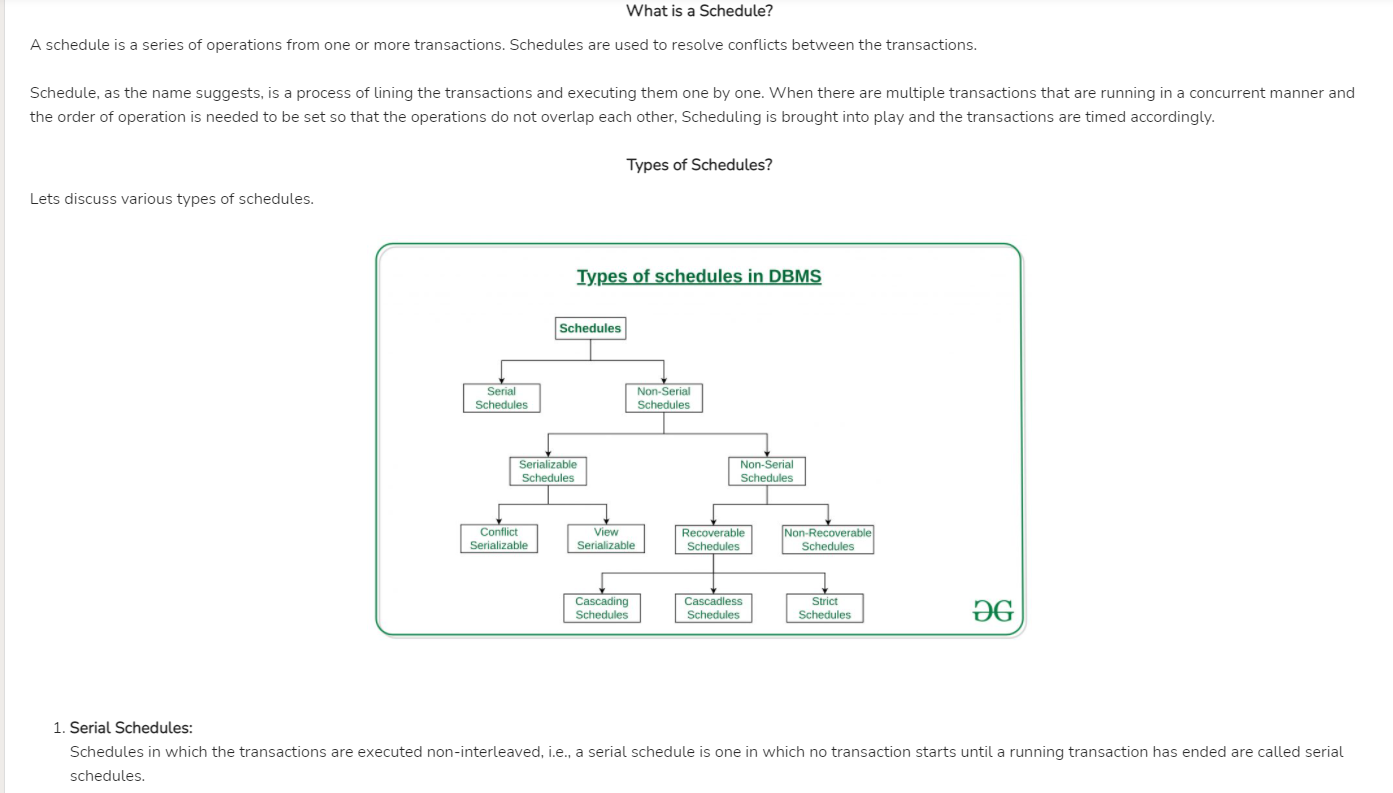 What is a Schedule?
A schedule is a series of operations from one or more transactions. Schedules are used to resolve conflicts between the transactions.
Schedule, as the name suggests, is a process of lining the transactions and executing them one by one. When there are multiple transactions that are running in a concurrent manner and
the order of operation is needed to be set so that the operations do not overlap each other, Scheduling is brought into play and the transactions are timed accordingly.
Types of Schedules?
Lets discuss various types of schedules.
Types of schedules in DBMS
Schedules
Serial
Schedules
Non-Serial
Schedules
Serializable
Schedules
Non-Serial
Schedules
Conflict
Serializable
View
Serializable
Recoverable
Schedules
Non-Recoverable
Schedules
Cascading
Schedules
Cascadless
Schedules
Strict
Schedules
1. Serial Schedules:
Schedules in which the transactions are executed non-interleaved, i.e., a serial schedule is one in which no transaction starts until a running transaction has ended are called serial
schedules.